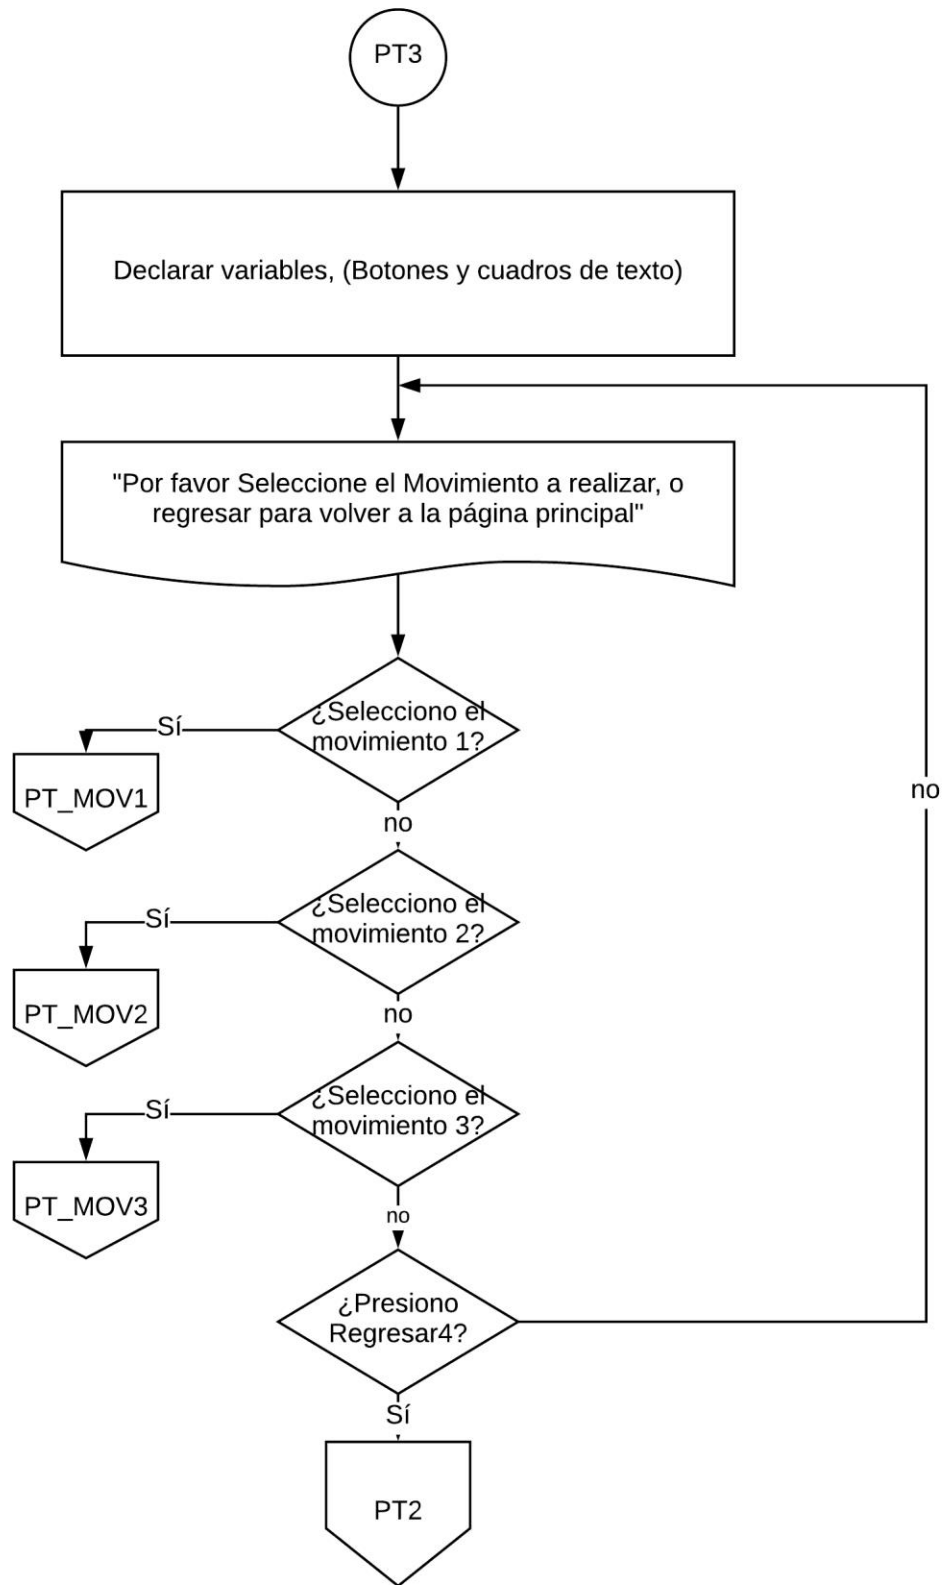 PT3
Declarar variables, (Botones y cuadros de texto)
"Por favor Seleccione el Movimiento a realizar, o
regresar para volver a la página principal"
¿Selecciono el
movimiento 1?
Sí
PT_MOV1
no
¿Selecciono el
movimiento 2?
Sí
PT_MOV2
no
¿Selecciono el
movimiento 3?
Sí
PT_MOV3
no
¿Presiono
Regresar4?
no
Sí
PT2